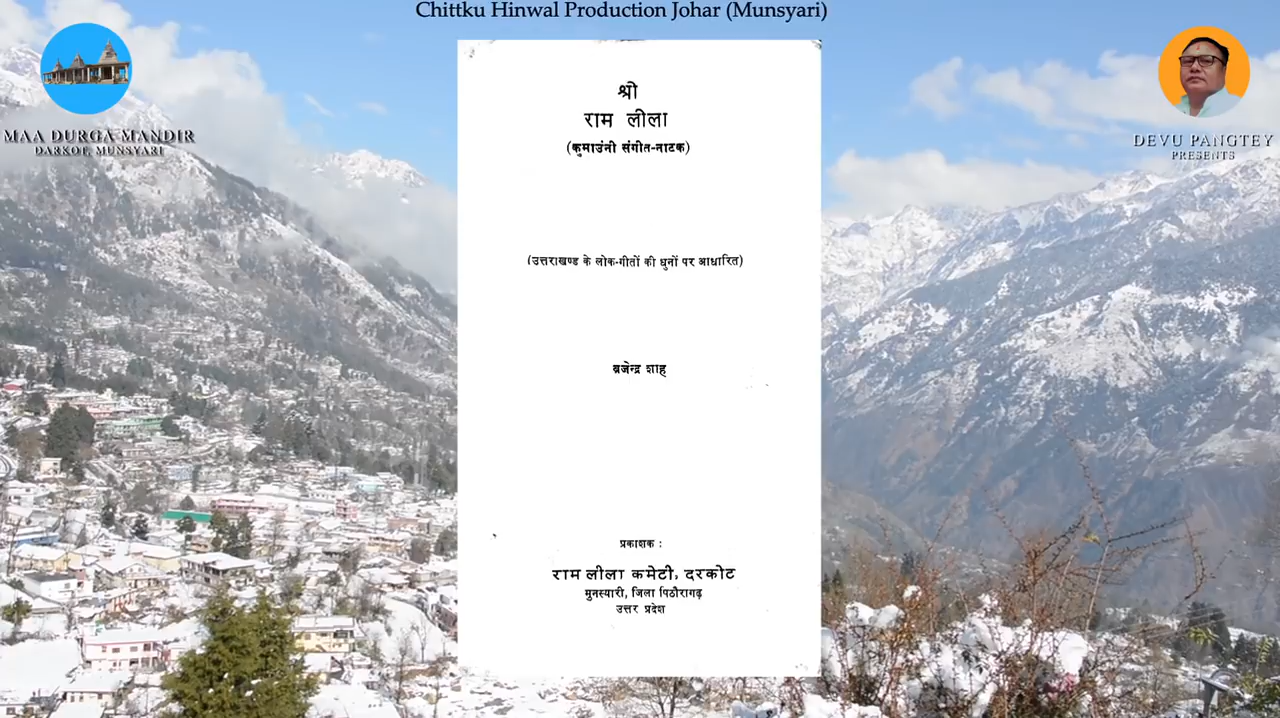 Chittku Hinwal Production Johar (Munsyari)
MAA DURGA MANDIR
DARKOT, MUNSYARI
DEVU PANGTEY
PRESENTS
श्री
राम लीला
(कुमाउंनी संगीत-नाटक)
(उत्तराखण्ड के लोक-गीतों की धुनों पर आधारित)
ब्रजेन्द्र शाह
प्रकाशक :
राम लीला कमेटी, दरकोट
मुनस्यारी, जिला पिठौरागढ़
उत्तर प्रदेश